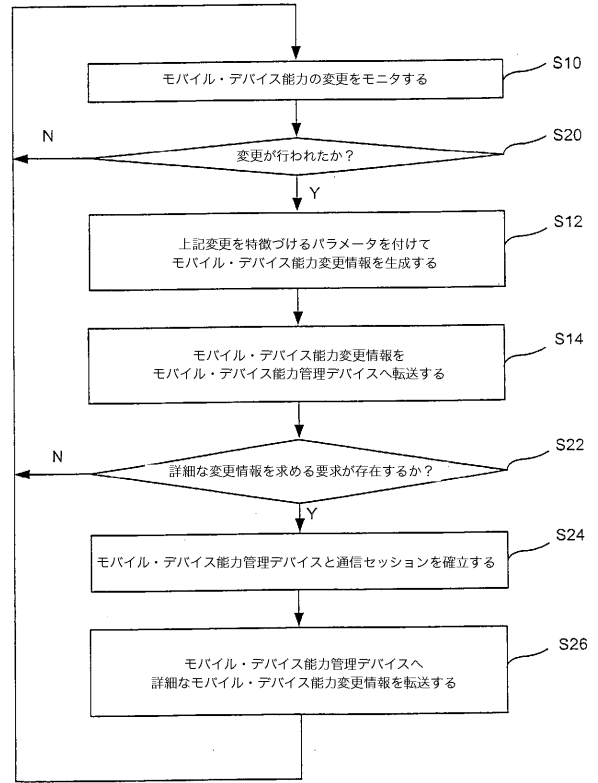 モバイル・デバイス能力の変更をモニタする
S10
変更が行われたか？
S20
N
Y
上記変更を特徴づけるパラメータを付けて
モバイル・デバイス能力変更情報を生成する
S12
モバイル・デバイス能力変更情報を
モバイル・デバイス能力管理デバイスへ転送する
S14
詳細な変更情報を求める要求が存在するか？
S22
N
Y
モバイル・デバイス能力管理デバイスと通信セッションを確立する
S24
モバイル・デバイス能力管理デバイスへ
詳細なモバイル・デバイス能力変更情報を転送する
S26